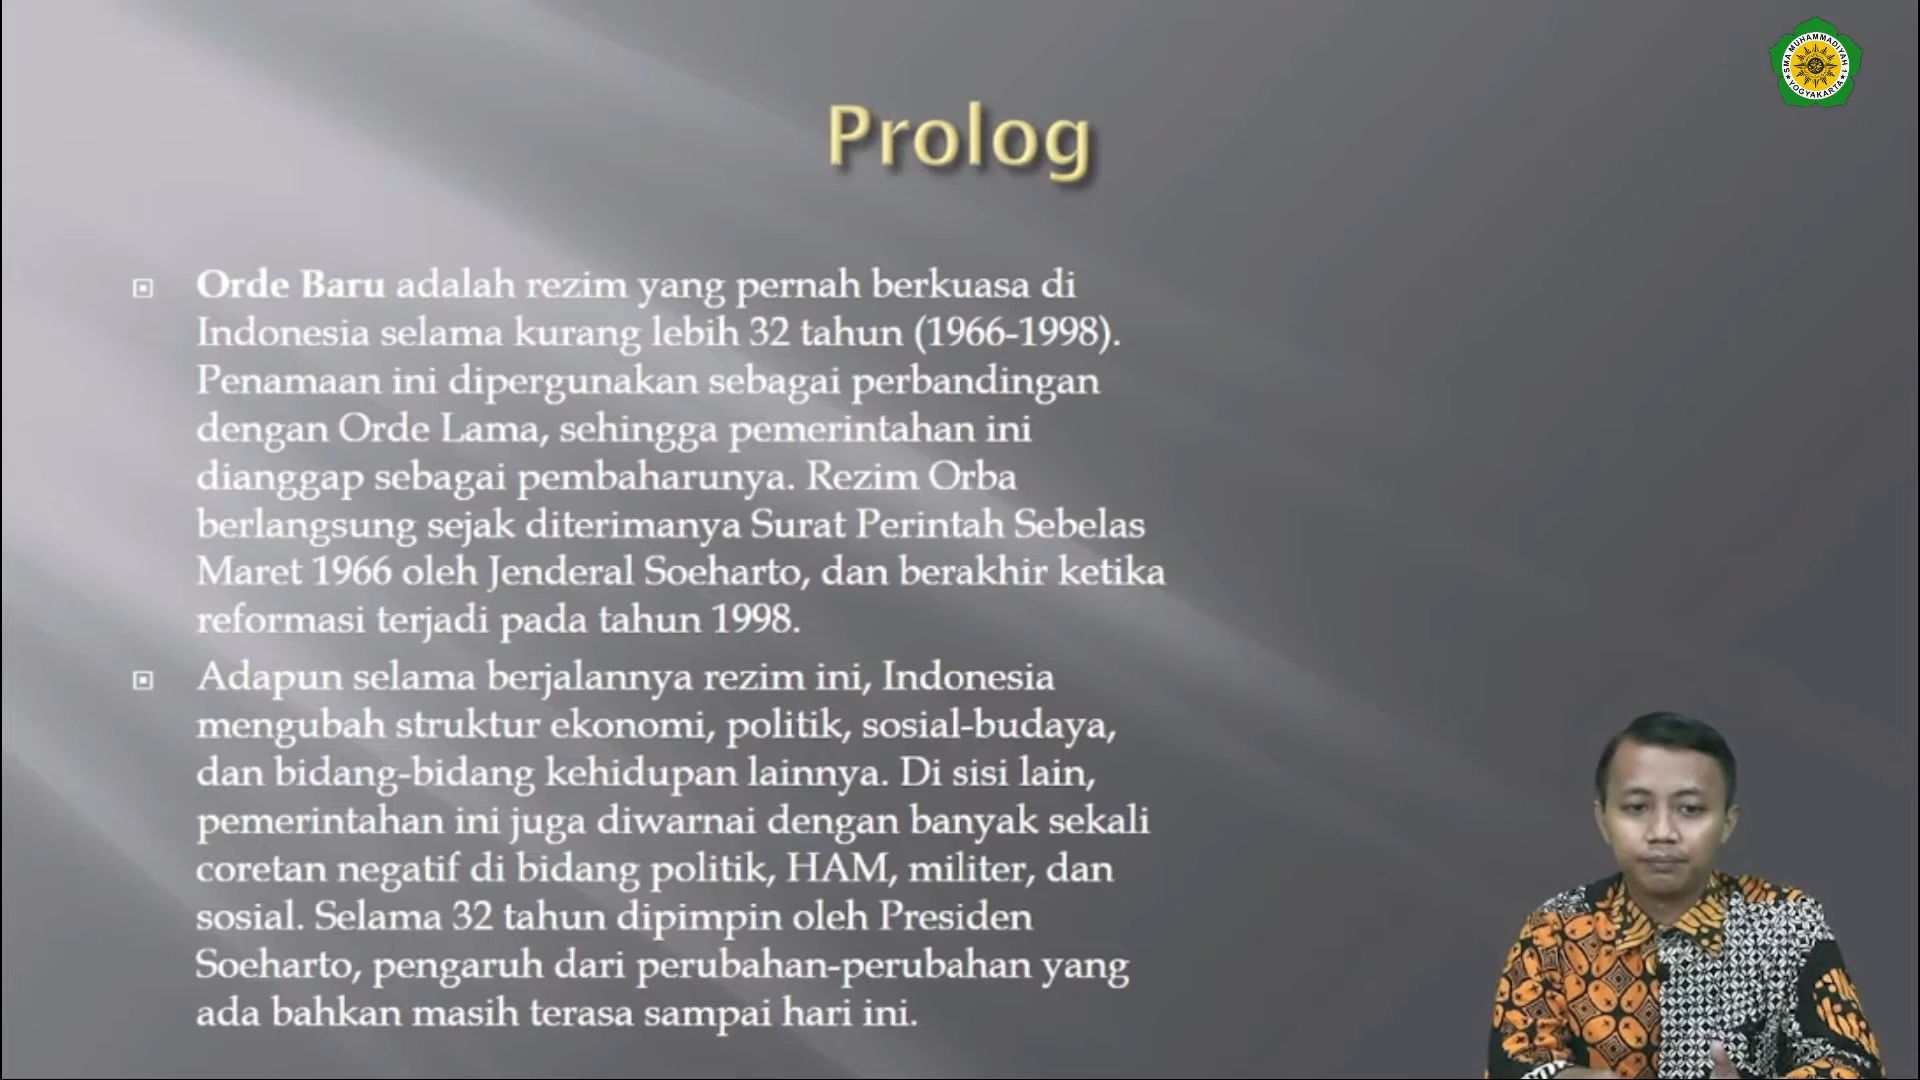 SMA MUHAMMADIYAH 1
YOGYAKARTA
Prolog
Orde Baru adalah rezim yang pernah berkuasa di
Indonesia selama kurang lebih 32 tahun (1966-1998).
Penamaan ini dipergunakan sebagai perbandingan
dengan Orde Lama, sehingga pemerintahan ini
dianggap sebagai pembaharunya. Rezim Orba
berlangsung sejak diterimanya Surat Perintah Sebelas
Maret 1966 oleh Jenderal Soeharto, dan berakhir ketika
reformasi terjadi pada tahun 1998.
Adapun selama berjalannya rezim ini, Indonesia
mengubah struktur ekonomi, politik, sosial-budaya,
dan bidang-bidang kehidupan lainnya. Di sisi lain,
pemerintahan ini juga diwarnai dengan banyak sekali
coretan negatif di bidang politik, HAM, militer, dan
sosial. Selama 32 tahun dipimpin oleh Presiden
Soeharto, pengaruh dari perubahan-perubahan yang
ada bahkan masih terasa sampai hari ini.